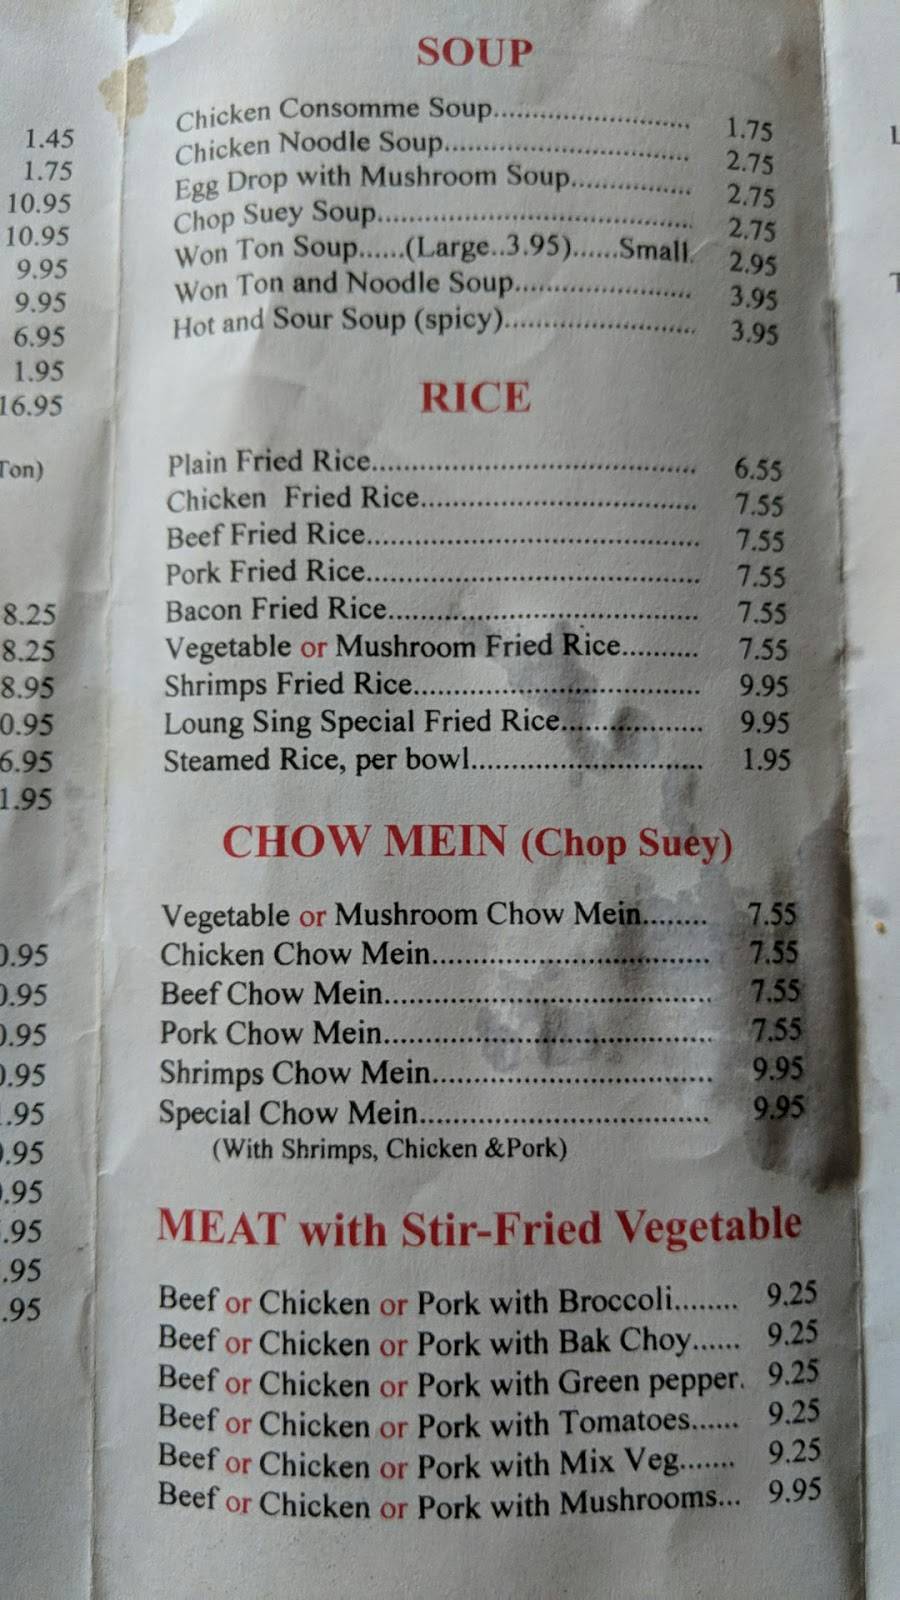 SOUP
Chicken Consomme Soup 1.75
Chicken Noodle Soup 2.75
Egg Drop with Mushroom Soup 2.75
Chop Suey Soup 2.75
Won Ton Soup......(Large..3.95)......Small. 2.95
Won Ton and Noodle Soup 3.95
Hot and Sour Soup (spicy) 3.95
RICE
Plain Fried Rice 6.55
Chicken Fried Rice 7.55
Beef Fried Rice 7.55
Pork Fried Rice 7.55
Bacon Fried Rice 7.55
Vegetable or Mushroom Fried Rice 7.55
Shrimps Fried Rice 9.95
Loung Sing Special Fried Rice 9.95
Steamed Rice, per bowl 1.95
CHOW MEIN (Chop Suey)
Vegetable or Mushroom Chow Mein 7.55
Chicken Chow Mein 7.55
Beef Chow Mein 7.55
Pork Chow Mein 7.55
Shrimps Chow Mein 9.95
Special Chow Mein 9.95
(With Shrimps, Chicken &Pork)
MEAT with Stir-Fried Vegetable
Beef or Chicken or Pork with Broccoli 9.25
Beef or Chicken or Pork with Bak Choy 9.25
Beef or Chicken or Pork with Green pepper. 9.25
Beef or Chicken or Pork with Tomatoes 9.25
Beef or Chicken or Pork with Mix Veg 9.25
Beef or Chicken or Pork with Mushrooms... 9.95
1.45
1.75
10.95
10.95
9.95
9.95
6.95
1.95
16.95
Ton)
8.25
8.25
8.95